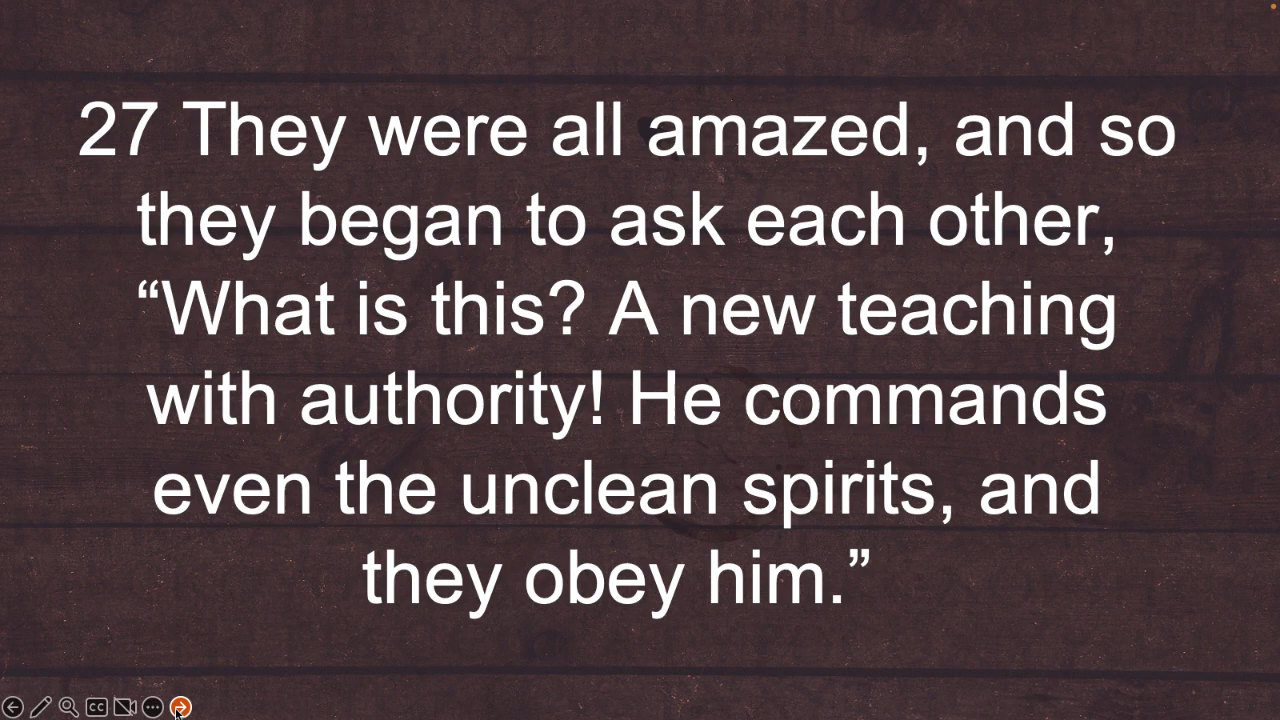 27 They were all amazed, and so
they began to ask each other,
“What is this? A new teaching
with authority! He commands
even the unclean spirits, and
they obey him.”
CC